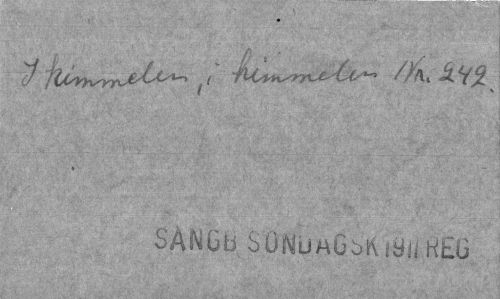 I himmelen, i himmelen Nr. 242.
SANGB SONDAGSK 1911 REG